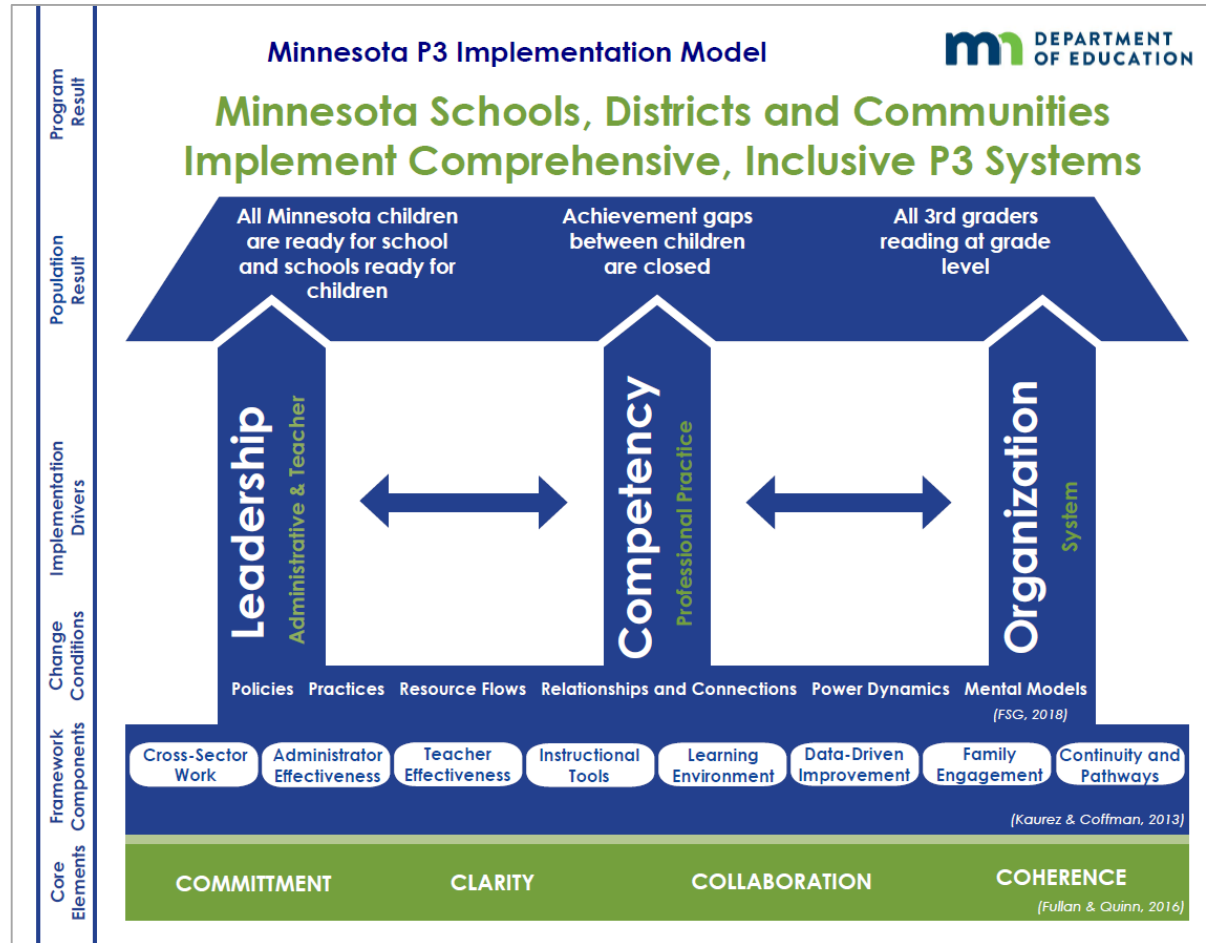 Minnesota P3 Implementation Model
mn DEPARTMENT
OF EDUCATION
Program
Result
Minnesota Schools, Districts and Communities
Implement Comprehensive, Inclusive P3 Systems
Population
Result
All Minnesota children
are ready for school
and schools ready for
children
Achievement gaps
between children
are closed
All 3rd graders
reading at grade
level
Implementation
Drivers
Leadership
Administrative & Teacher
Competency
Professional Practice
Organization
System
Change
Conditions
Policies Practices Resource Flows Relationships and Connections Power Dynamics Mental Models
(FSG, 2018)
Framework
Components
Cross-Sector
Work
Administrator
Effectiveness
Teacher
Effectiveness
Instructional
Tools
Learning
Environment
Data-Driven
Improvement
Family
Engagement
Continuity and
Pathways
(Kaurez & Coffman, 2013)
Core
Elements
COMMITTMENT CLARITY COLLABORATION COHERENCE
(Fullan & Quinn, 2016)